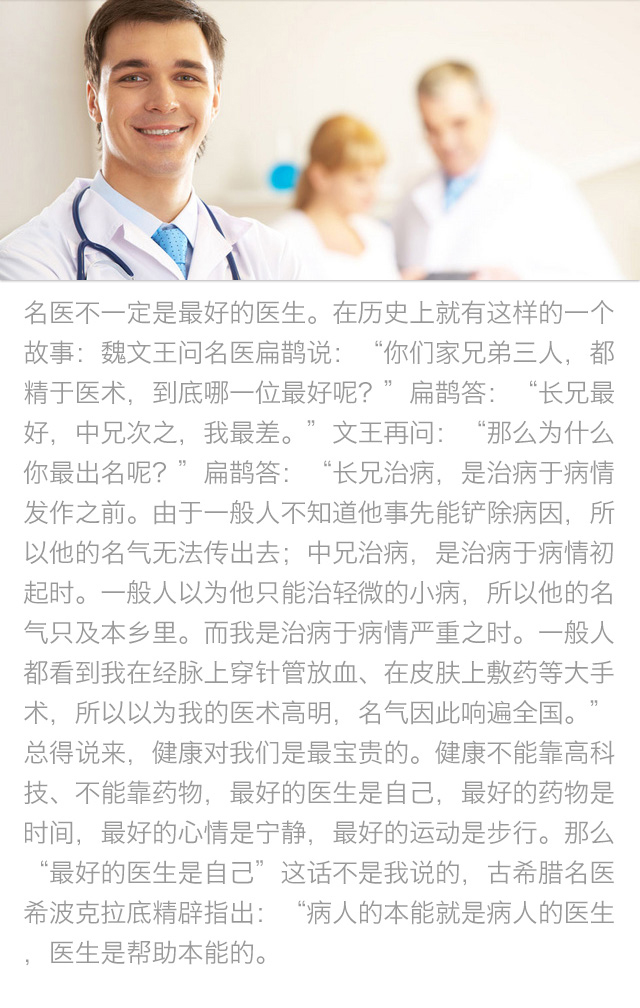 名医不一定是最好的医生。在历史上就有这样的一个
故事：魏文王问名医扁鹊说：“你们家兄弟三人，都
精于医术，到底哪一位最好呢？”扁鹊答：“长兄最
好，中兄次之，我最差。”文王再问：“那么为什么
你最出名呢？”扁鹊答：“长兄治病，是治病于病情
发作之前。由于一般人不知道他事先能铲除病因，所
以他的名气无法传出去；中兄治病，是治病于病情初
起时。一般人以为他只能治轻微的小病，所以他的名
气只及本乡里。而我是治病于病情严重之时。一般人
都看到我在经脉上穿针管放血、在皮肤上敷药等大手
术，所以以为我的医术高明，名气因此响遍全国。”
总得说来，健康对我们是最宝贵的。健康不能靠高科
技、不能靠药物，最好的医生是自己，最好的药物是
时间，最好的心情是宁静，最好的运动是步行。那么
“最好的医生是自己”这话不是我说的，古希腊名医
希波克拉底精辟指出：“病人的本能就是病人的医生
，医生是帮助本能的。